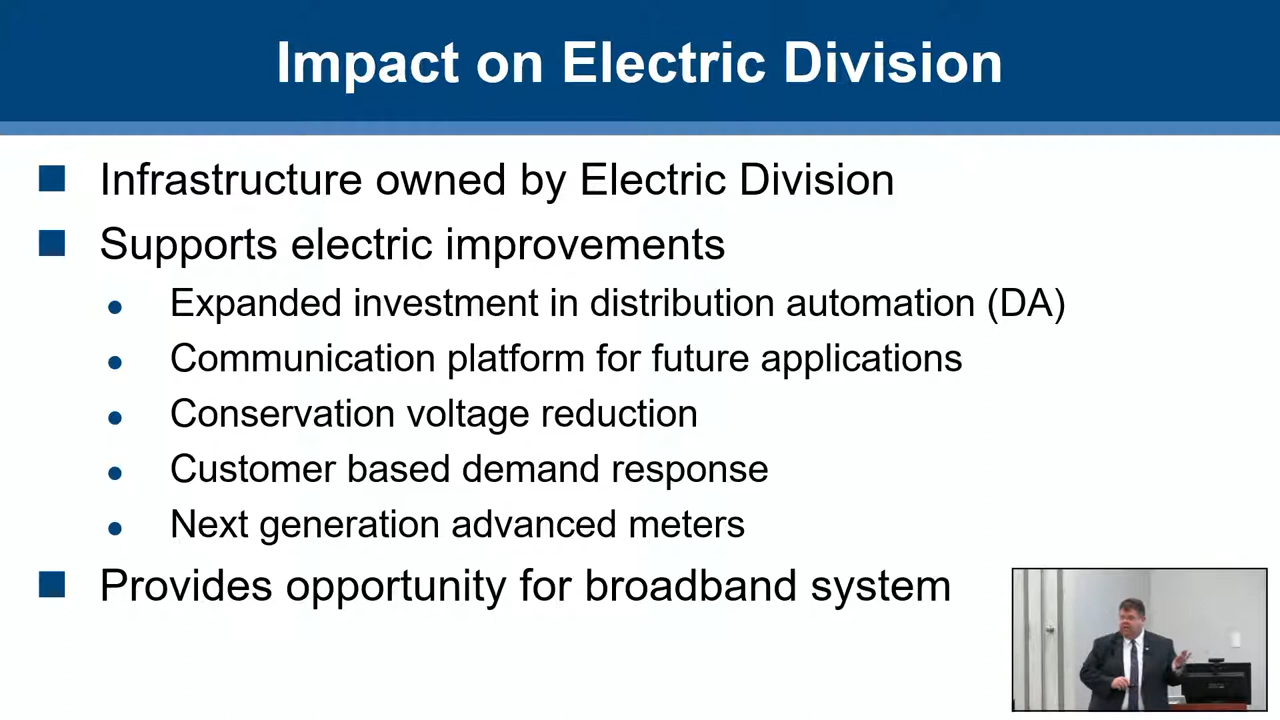 Impact on Electric Division
Infrastructure owned by Electric Division
Supports electric improvements
Expanded investment in distribution automation (DA)
Communication platform for future applications
Conservation voltage reduction
Customer based demand response
Next generation advanced meters
Provides opportunity for broadband system